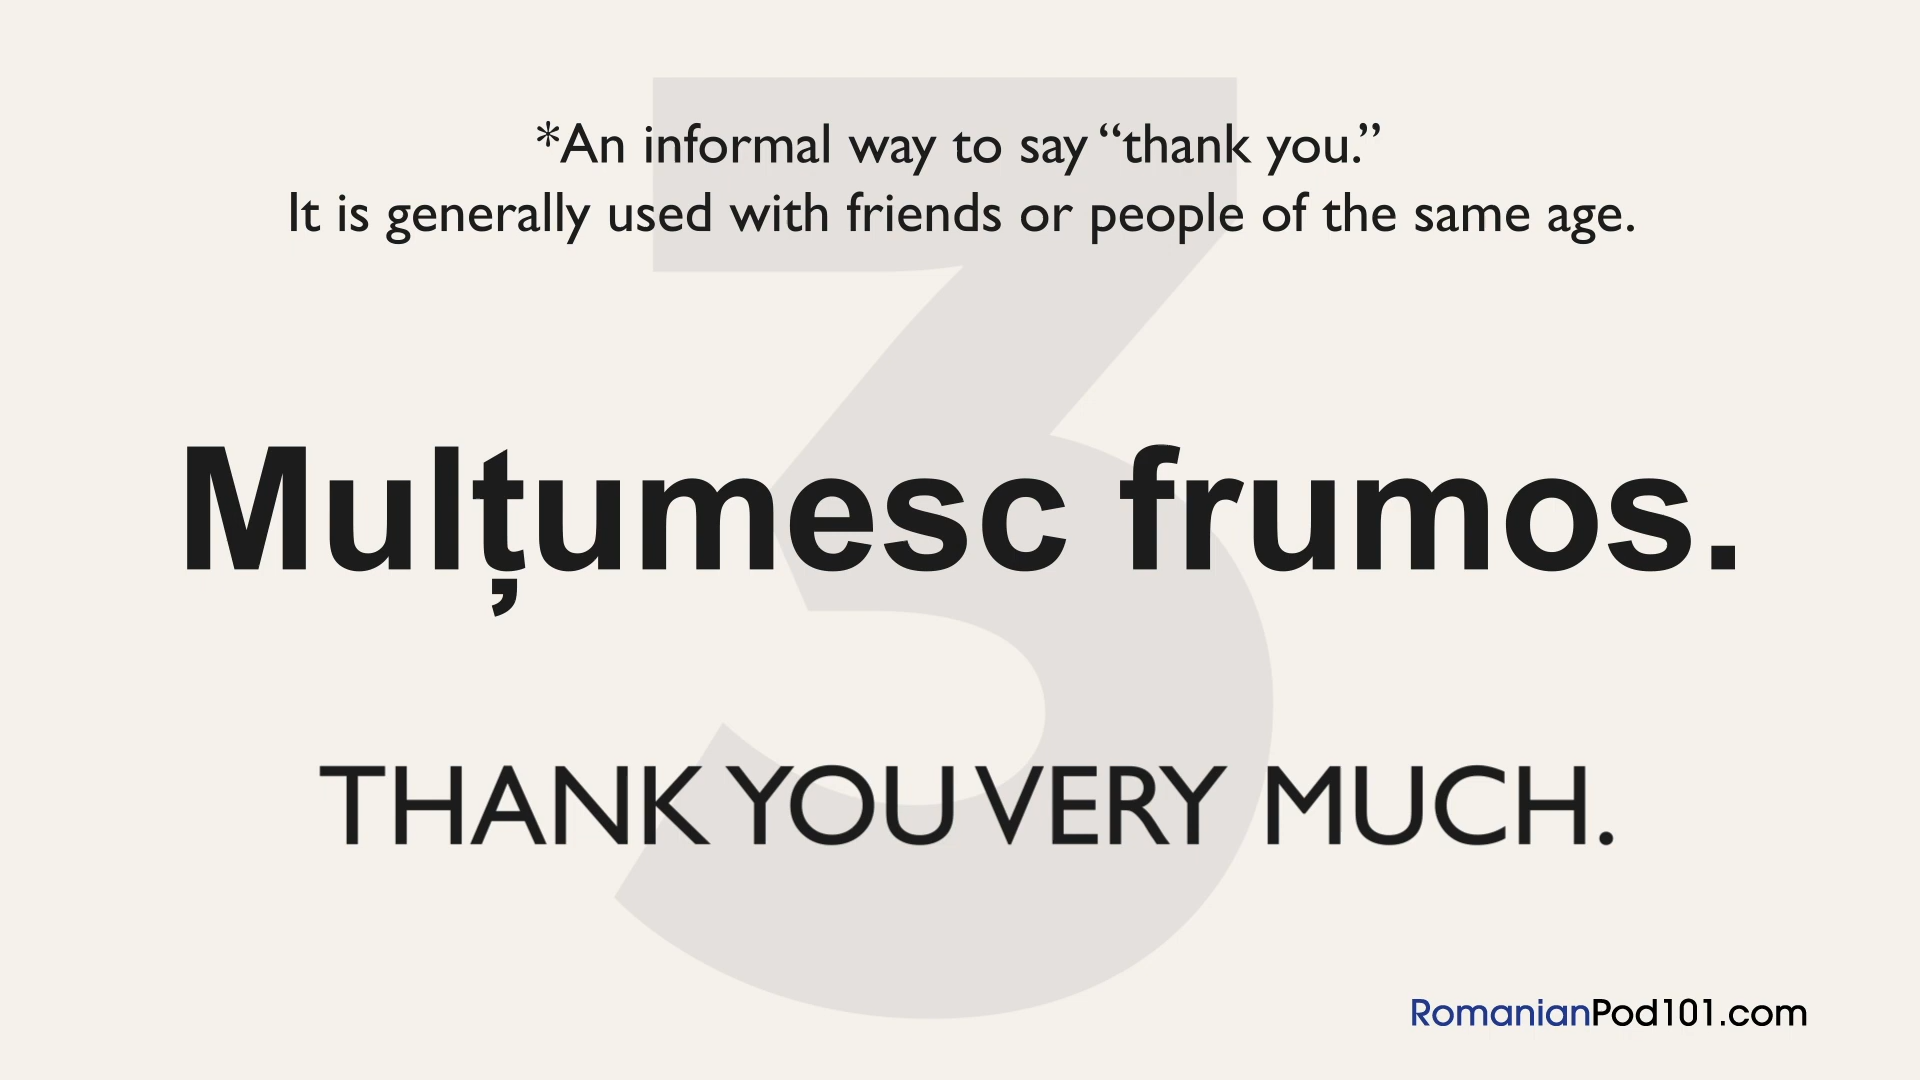 3
*An informal way to say “thank you.”
It is generally used with friends or people of the same age.
Mulțumesc frumos.
THANK YOU VERY MUCH.
RomanianPod101.com